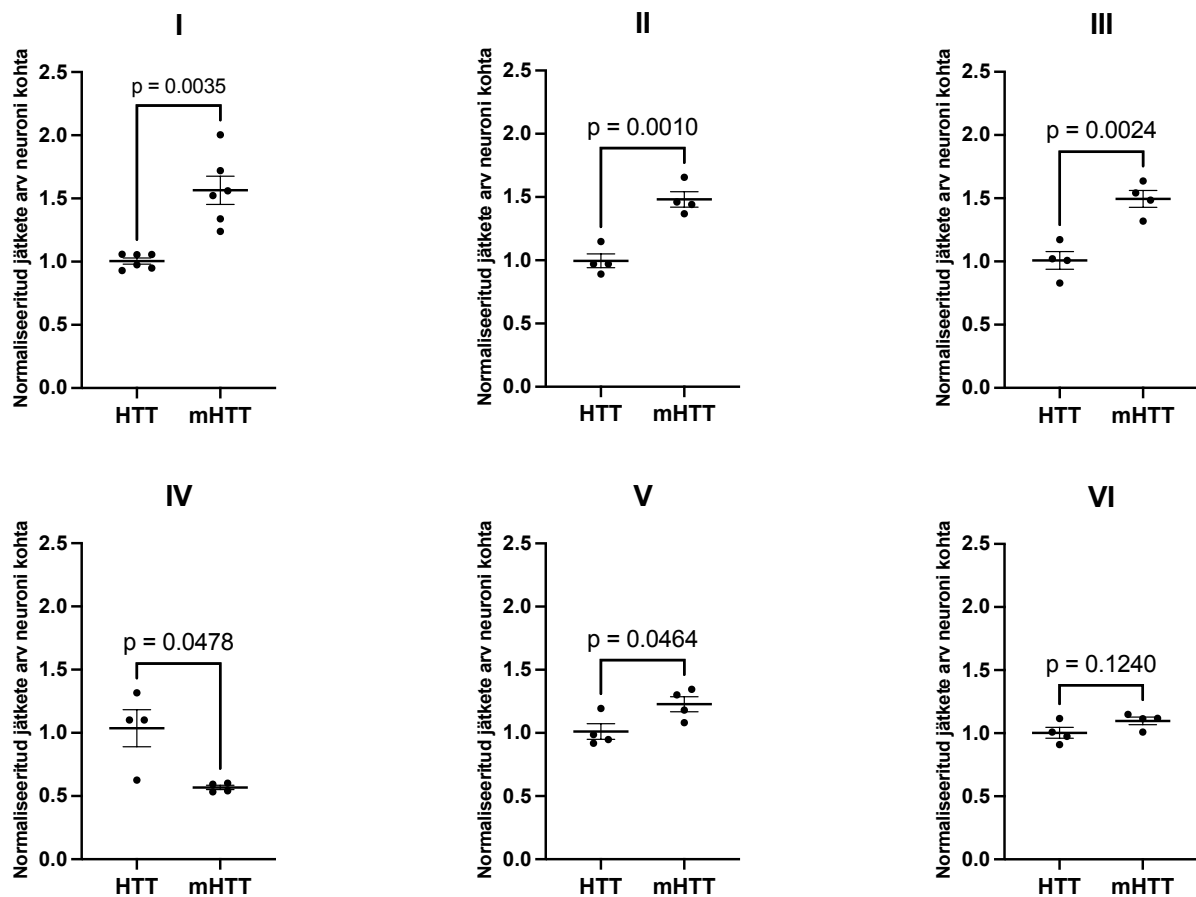 I
Normaliseeritud jätkete arv neuroni kohta
2.5
2.0
1.5
1.0
0.5
0.0
p = 0.0035
HTT mHTT
II
Normaliseeritud jätkete arv neuroni kohta
2.5
2.0
1.5
1.0
0.5
0.0
p = 0.0010
HTT mHTT
III
Normaliseeritud jätkete arv neuroni kohta
2.5
2.0
1.5
1.0
0.5
0.0
p = 0.0024
HTT mHTT
IV
Normaliseeritud jätkete arv neuroni kohta
2.5
2.0
1.5
1.0
0.5
0.0
p = 0.0478
HTT mHTT
V
Normaliseeritud jätkete arv neuroni kohta
2.5
2.0
1.5
1.0
0.5
0.0
p = 0.0464
HTT mHTT
VI
Normaliseeritud jätkete arv neuroni kohta
2.5
2.0
1.5
1.0
0.5
0.0
p = 0.1240
HTT mHTT